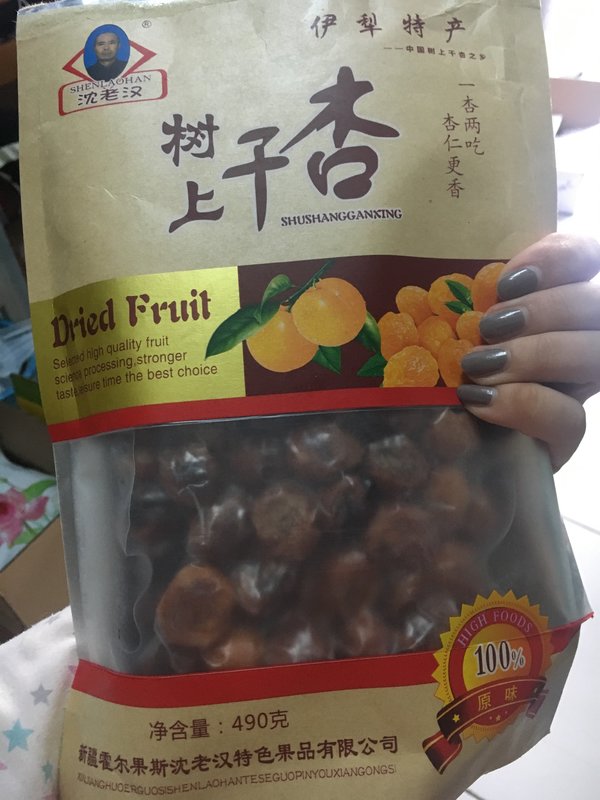 伊犁特产
——中国树上干杏之乡
®
SHENLAOHAN
沈老汉
树上干杏
SHUSHANGGANXING
一杏两吃
杏仁更香
Dried Fruit
Selected high quality fruit
science processing,stronger
taste,leisure time the best choice
HIGH FOODS
100%
原味
净含量：490克
新疆霍尔果斯沈老汉特色果品有限公司
XINJIANGHUOERGUOSISHENLAOHANTESEGUOPINYOUXIANGONGSI